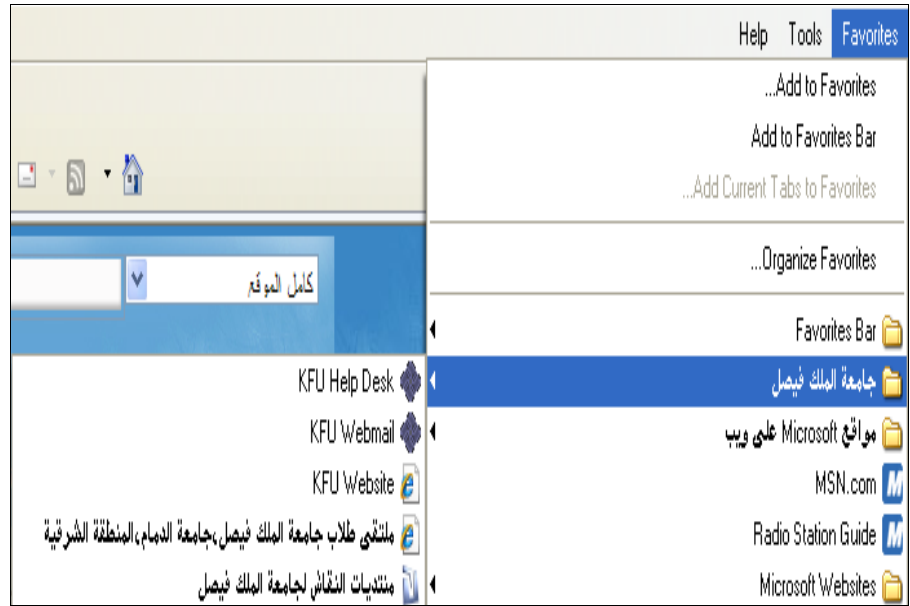 Favorites Tools Help
Add to Favorites...
Add to Favorites Bar
Add Current Tabs to Favorites...
Organize Favorites...
Favorites Bar
جامعة الملك فيصل
مواقع Microsoft على ويب
MSN.com
Radio Station Guide
Microsoft Websites
كامل الموقع
KFU Help Desk
KFU Webmail
KFU Website
ملتقى طلاب جامعة الملك فيصل،جامعة الدمام،المنطقة الشرقية
منتديات النقاش لجامعة الملك فيصل